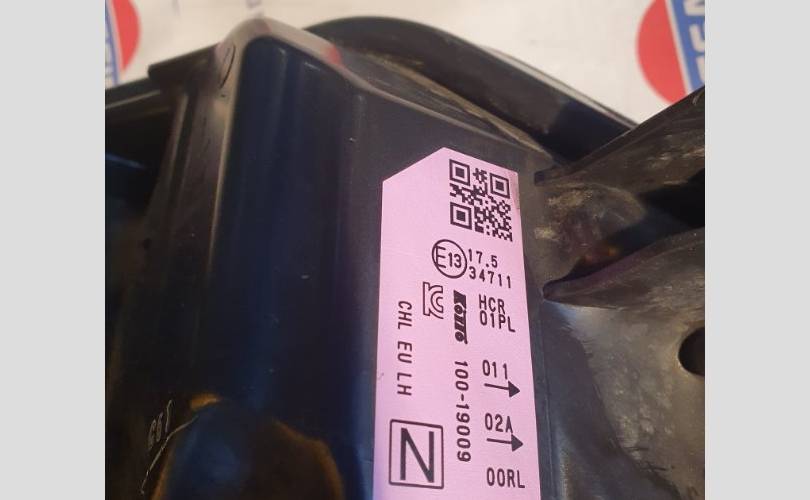 E13
17.5
34711
HCR
01PL
KOITO
100-19009
CHL EU LH
N
011
02A
00RL